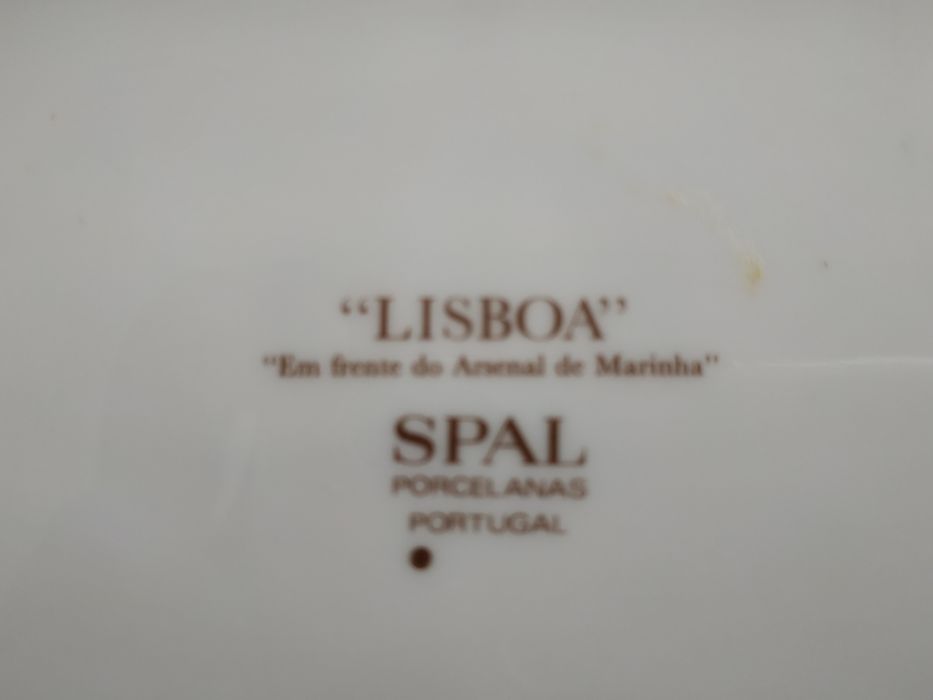 “LISBOA”
“Em frente do Arsenal de Marinha”
SPAL
PORCELANAS
PORTUGAL